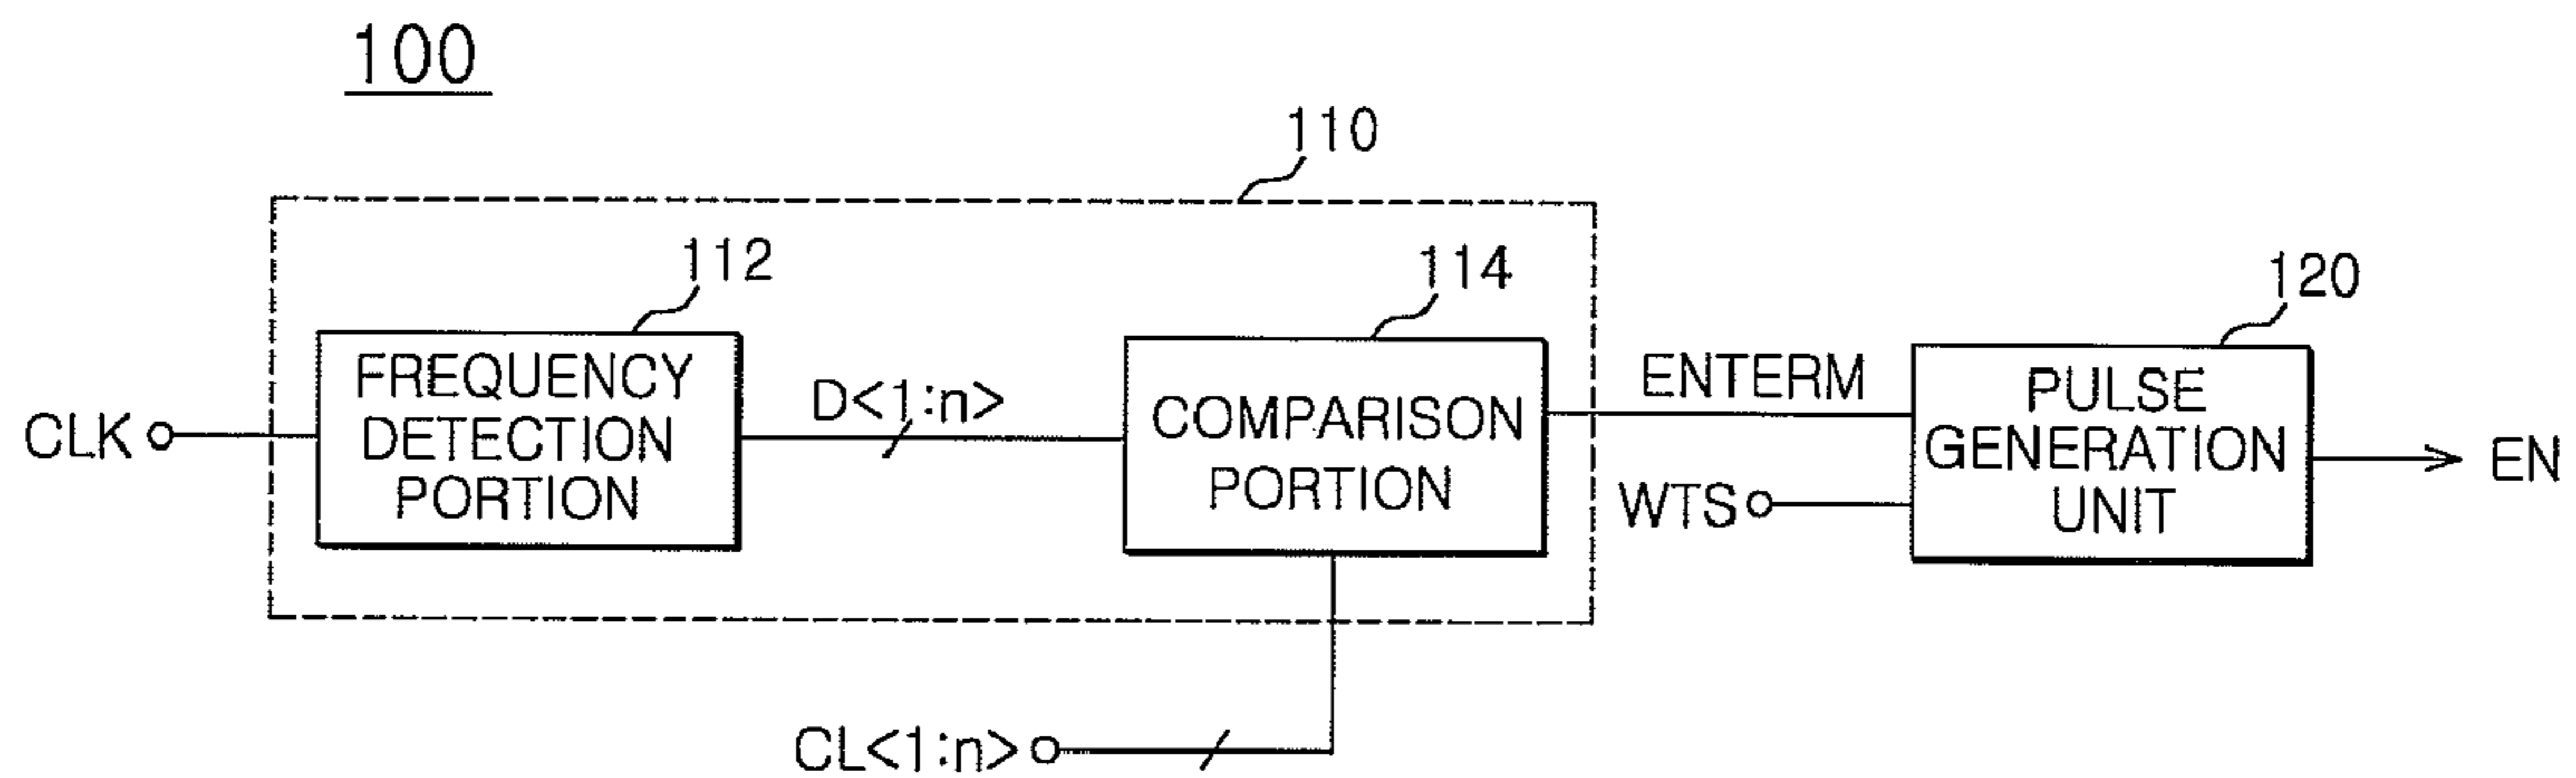 100
110
112
114
120
FREQUENCY
DETECTION
PORTION
COMPARISON
PORTION
PULSE
GENERATION
UNIT
CLK
D<1:n>
ENTERM
WTS
EN
CL<1:n>